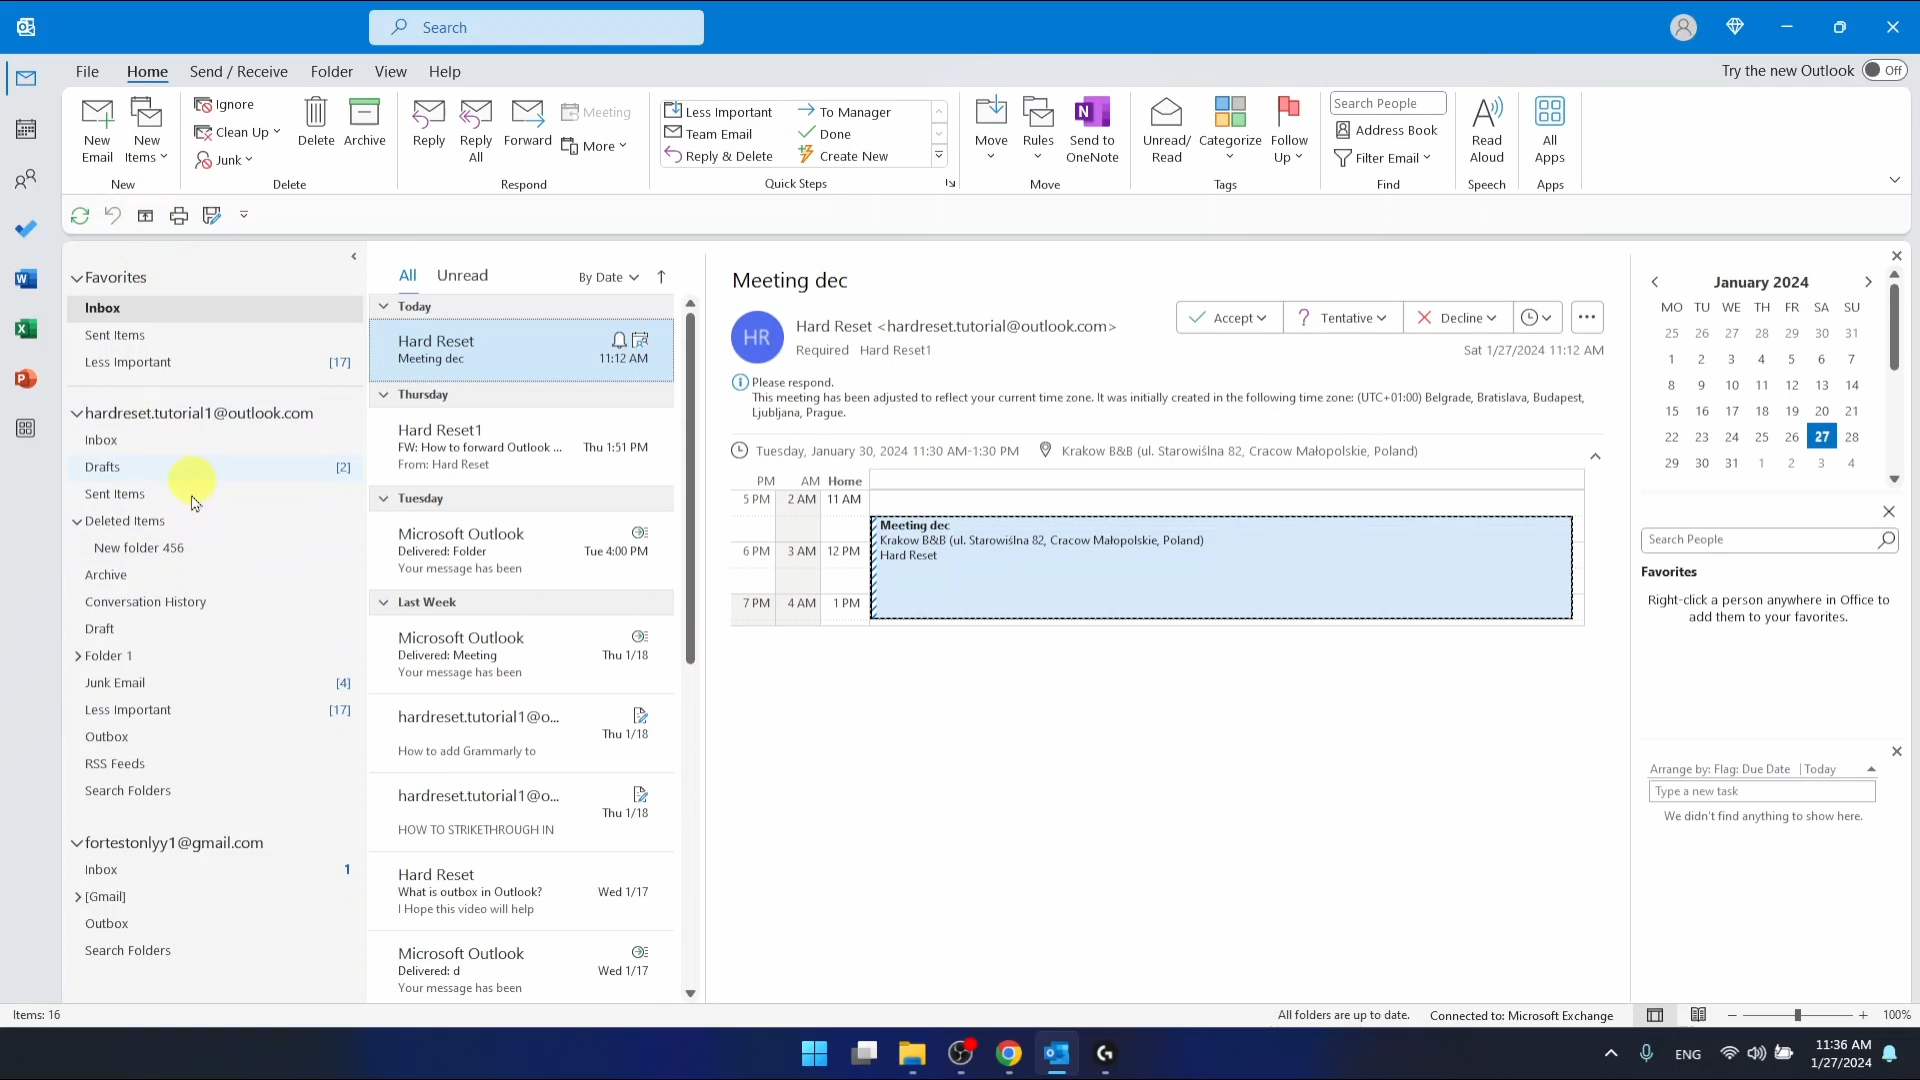 Search
File Home Send / Receive Folder View Help
Try the new Outlook Off
New Email
New Items
New
Ignore
Clean Up
Junk
Delete
Archive
Delete
Reply
Reply All
Forward
Meeting
More
Respond
Less Important
Team Email
Reply & Delete
To Manager
Done
Create New
Quick Steps
Move
Rules
Send to OneNote
Move
Unread/ Read
Categorize
Follow Up
Tags
Search People
Address Book
Filter Email
Find
Read Aloud
Speech
All Apps
Apps
Favorites
Inbox
Sent Items
Less Important [17]
hardreset.tutorial1@outlook.com
Inbox
Drafts [2]
Sent Items
Deleted Items
New folder 456
Archive
Conversation History
Draft
Folder 1
Junk Email [4]
Less Important [17]
Outbox
RSS Feeds
Search Folders
fortestonlyy1@gmail.com
Inbox 1
[Gmail]
Outbox
Search Folders
All Unread By Date
Today
Hard Reset
Meeting dec 11:12 AM
Thursday
Hard Reset1
FW: How to forward Outlook ... Thu 1:51 PM
From: Hard Reset
Tuesday
Microsoft Outlook
Delivered: Folder Tue 4:00 PM
Your message has been
Last Week
Microsoft Outlook
Delivered: Meeting Thu 1/18
Your message has been
hardreset.tutorial1@o...
Thu 1/18
How to add Grammarly to
hardreset.tutorial1@o...
Thu 1/18
HOW TO STRIKETHROUGH IN
Hard Reset
What is outbox in Outlook? Wed 1/17
I Hope this video will help
Microsoft Outlook
Delivered: d Wed 1/17
Your message has been
Meeting dec
HR
Hard Reset <hardreset.tutorial@outlook.com>
Required Hard Reset1
Accept ? Tentative Decline
Sat 1/27/2024 11:12 AM
Please respond.
This meeting has been adjusted to reflect your current time zone. It was initially created in the following time zone: (UTC+01:00) Belgrade, Bratislava, Budapest,
Ljubljana, Prague.
Tuesday, January 30, 2024 11:30 AM-1:30 PM Krakow B&B (ul. Starowiślna 82, Cracow Małopolskie, Poland)
PM AM Home
5 PM 2 AM 11 AM
6 PM 3 AM 12 PM
7 PM 4 AM 1 PM
Meeting dec
Krakow B&B (ul. Starowiślna 82, Cracow Małopolskie, Poland)
Hard Reset
January 2024
MO TU WE TH FR SA SU
25 26 27 28 29 30 31
1 2 3 4 5 6 7
8 9 10 11 12 13 14
15 16 17 18 19 20 21
22 23 24 25 26 27 28
29 30 31 1 2 3 4
Search People
Favorites
Right-click a person anywhere in Office to
add them to your favorites.
Arrange by: Flag: Due Date Today
Type a new task
We didn't find anything to show here.
Items: 16
All folders are up to date. Connected to: Microsoft Exchange 100%
ENG
11:36 AM
1/27/2024